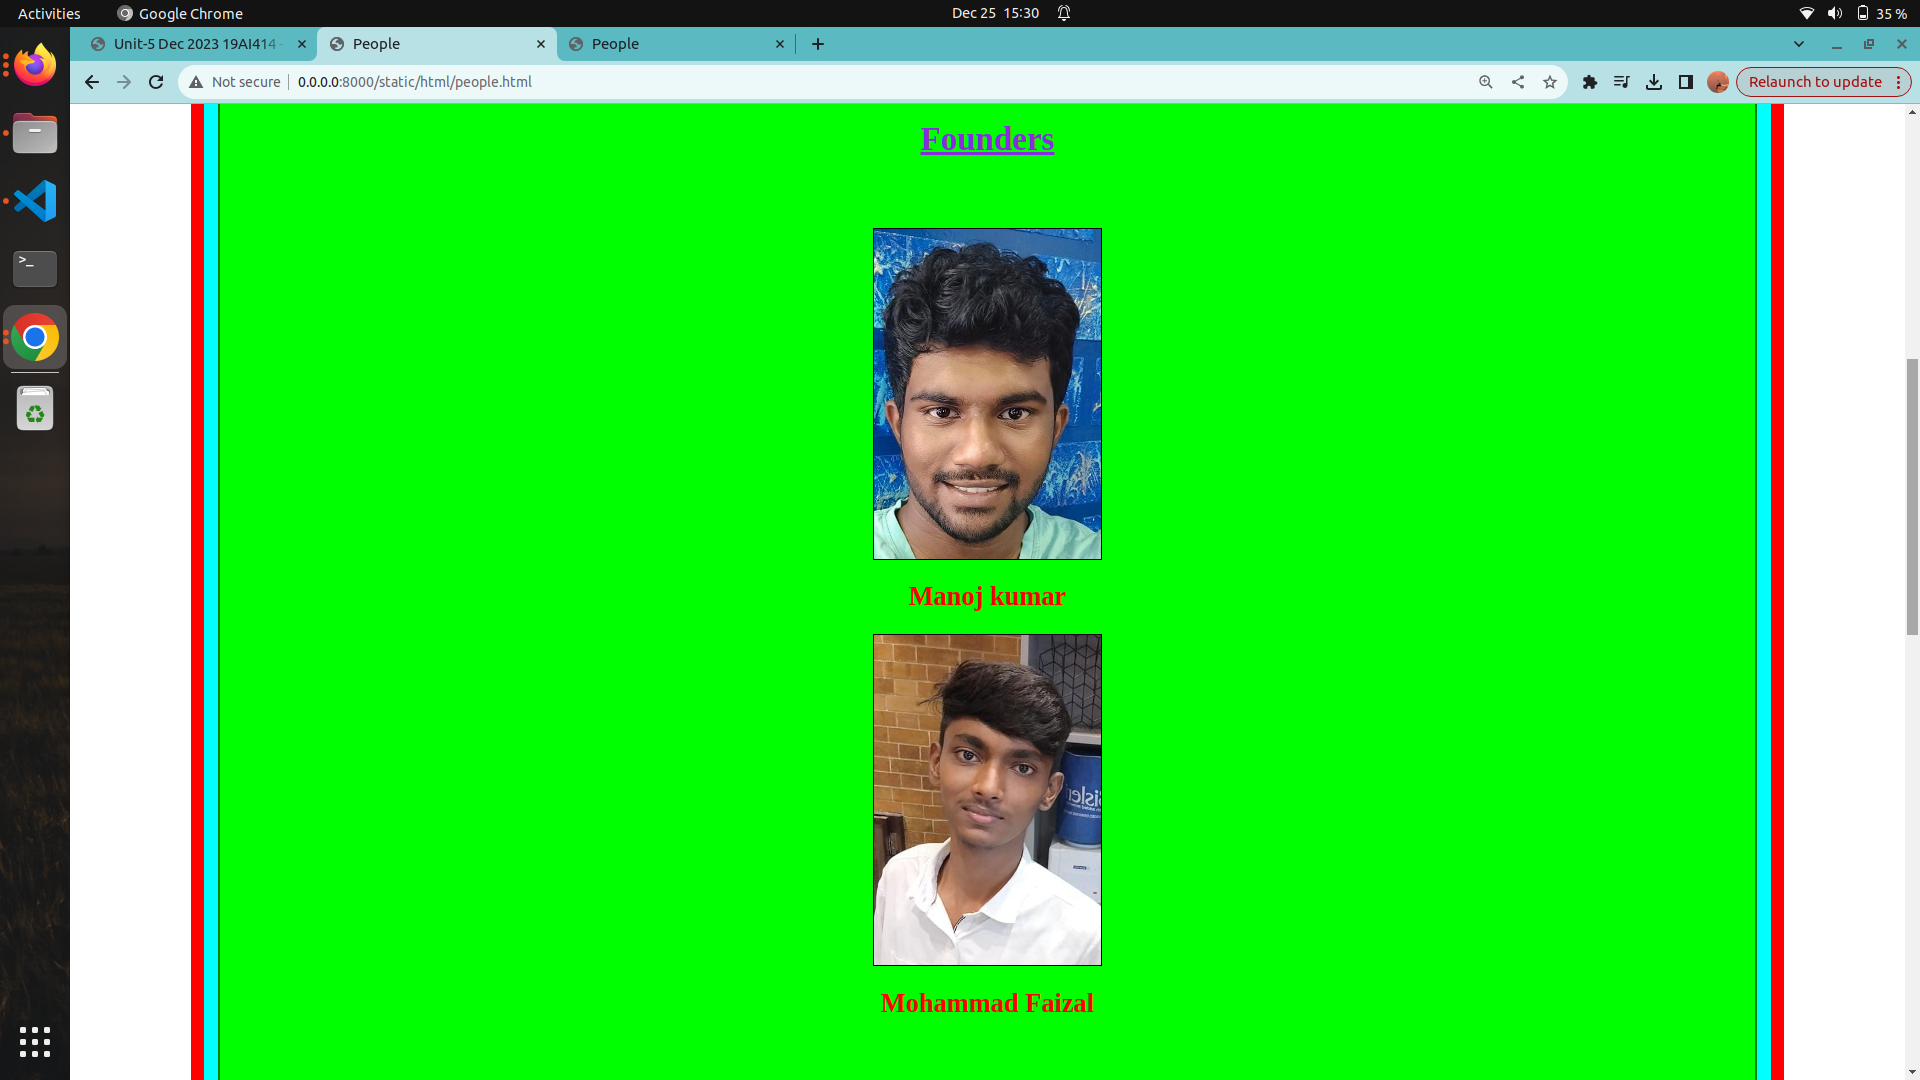 Activities
Google Chrome
Dec 25 15:30
35 %
Unit-5 Dec 2023 19AI414 -
People
People
Not secure
0.0.0.0:8000/static/html/people.html
Relaunch to update
Founders
Manoj kumar
Mohammad Faizal